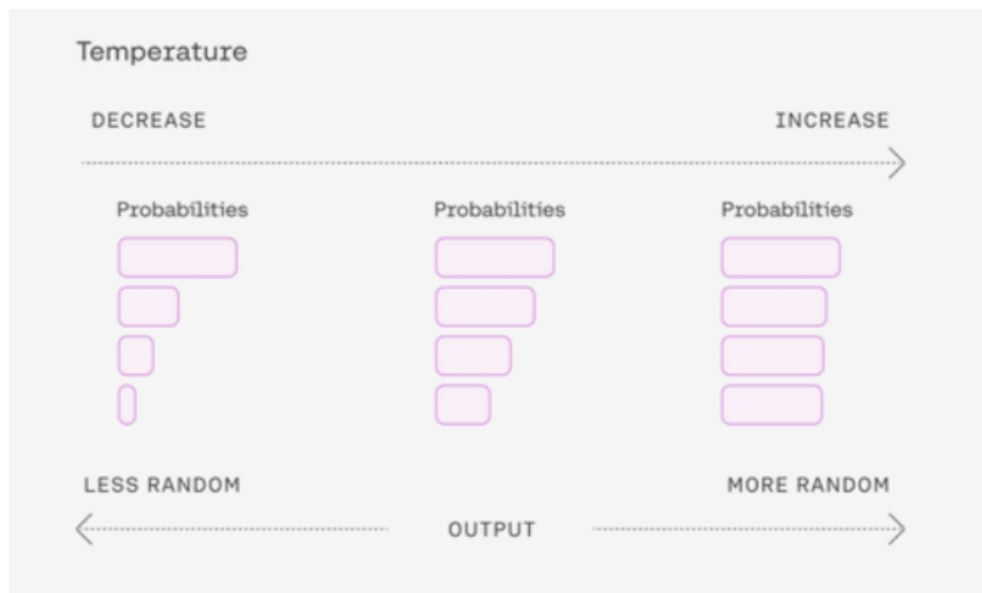 Temperature
DECREASE INCREASE
Probabilities Probabilities Probabilities
LESS RANDOM MORE RANDOM
OUTPUT